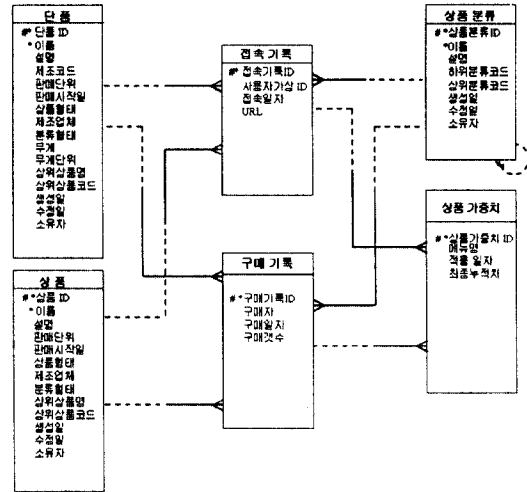 단 품
#* 단품 ID
* 이름
설명
제조코드
판매단위
판매시작일
상품형태
제조업체
분류형태
무게
무게단위
상위상품명
상위상품코드
생성일
수정일
소유자
상 품
#*상품 ID
*이름
설명
판매단위
판매시작일
상품형태
제조업체
분류형태
상위상품명
상위상품코드
생성일
수정일
소유자
접속 기록
#* 접속기록ID
사용자가상 ID
접속일자
URL
구매 기록
#*구매기록ID
구매자
구매일자
구매갯수
상품 분류
#*상품분류ID
*이름
설명
하위분류코드
상위분류코드
생성일
수정일
소유자
상품 가중치
#*상품가중치 ID
메뉴명
적용 일자
최종누적치